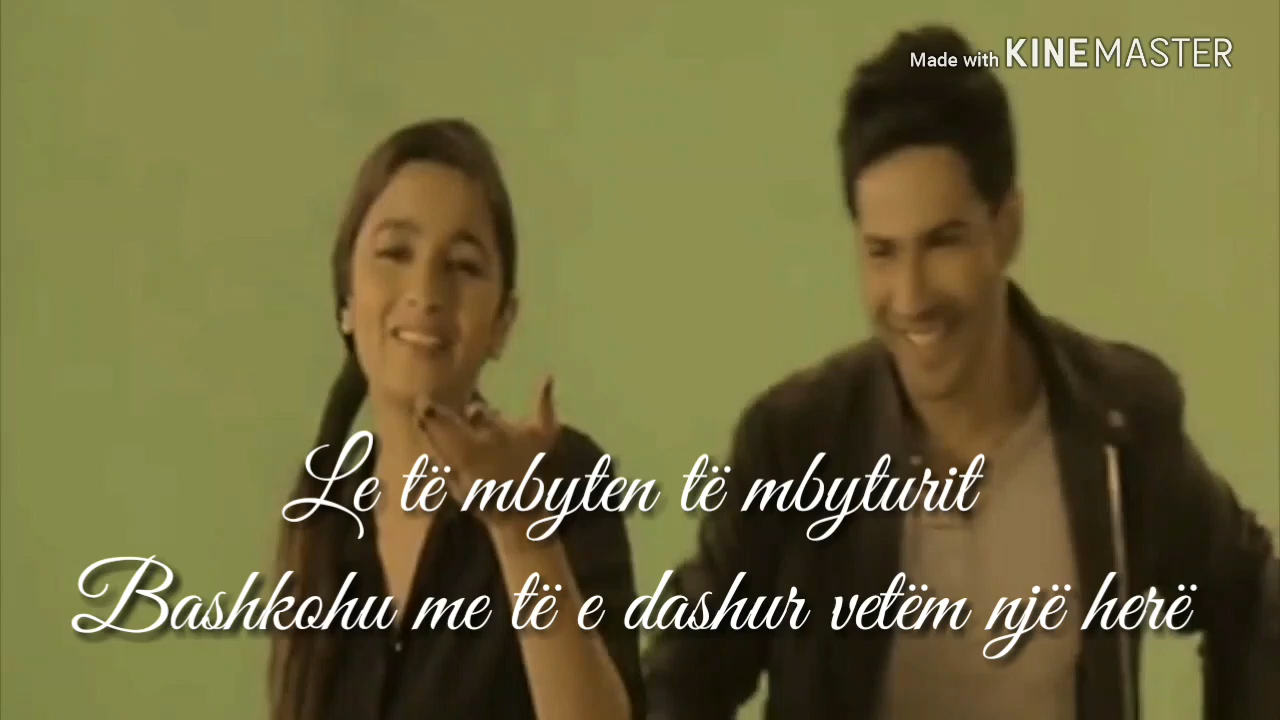 Made with KINEMASTER
Le të mbyten të mbyturit
Bashkohu me të e dashur vetëm një herë